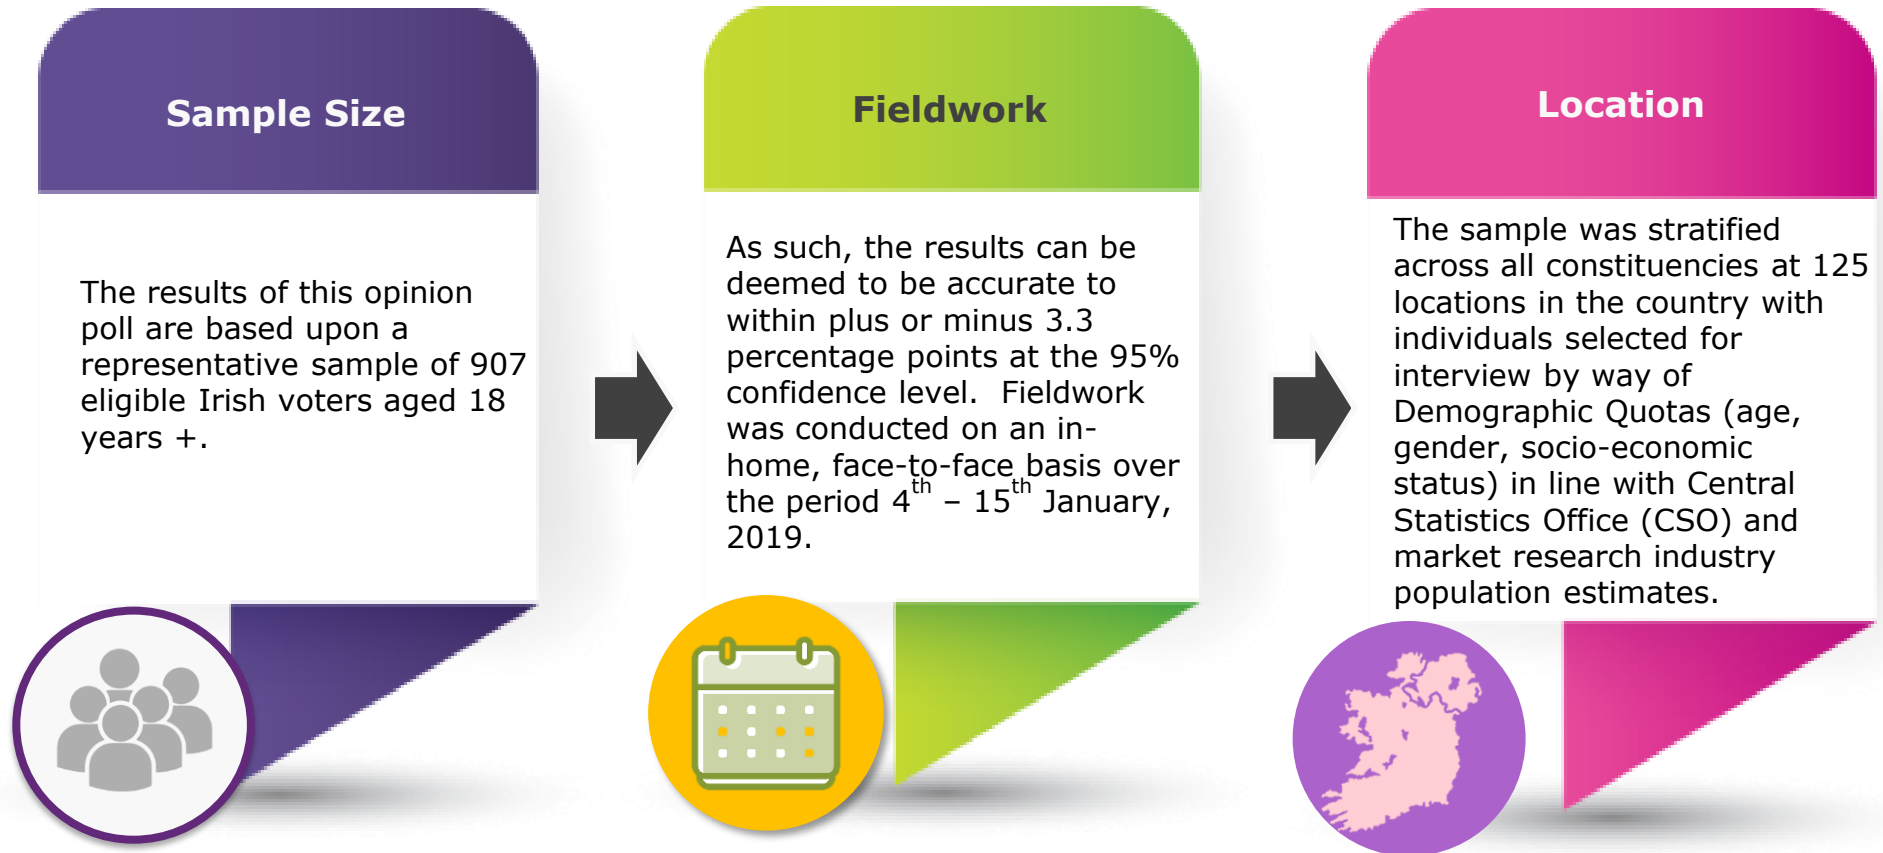 Sample Size
The results of this opinion
poll are based upon a
representative sample of 907
eligible Irish voters aged 18
years +.
Fieldwork
As such, the results can be
deemed to be accurate to
within plus or minus 3.3
percentage points at the 95%
confidence level.  Fieldwork
was conducted on an in-
home, face-to-face basis over
the period 4th – 15th January,
2019.
Location
The sample was stratified
across all constituencies at 125
locations in the country with
individuals selected for
interview by way of
Demographic Quotas (age,
gender, socio-economic
status) in line with Central
Statistics Office (CSO) and
market research industry
population estimates.